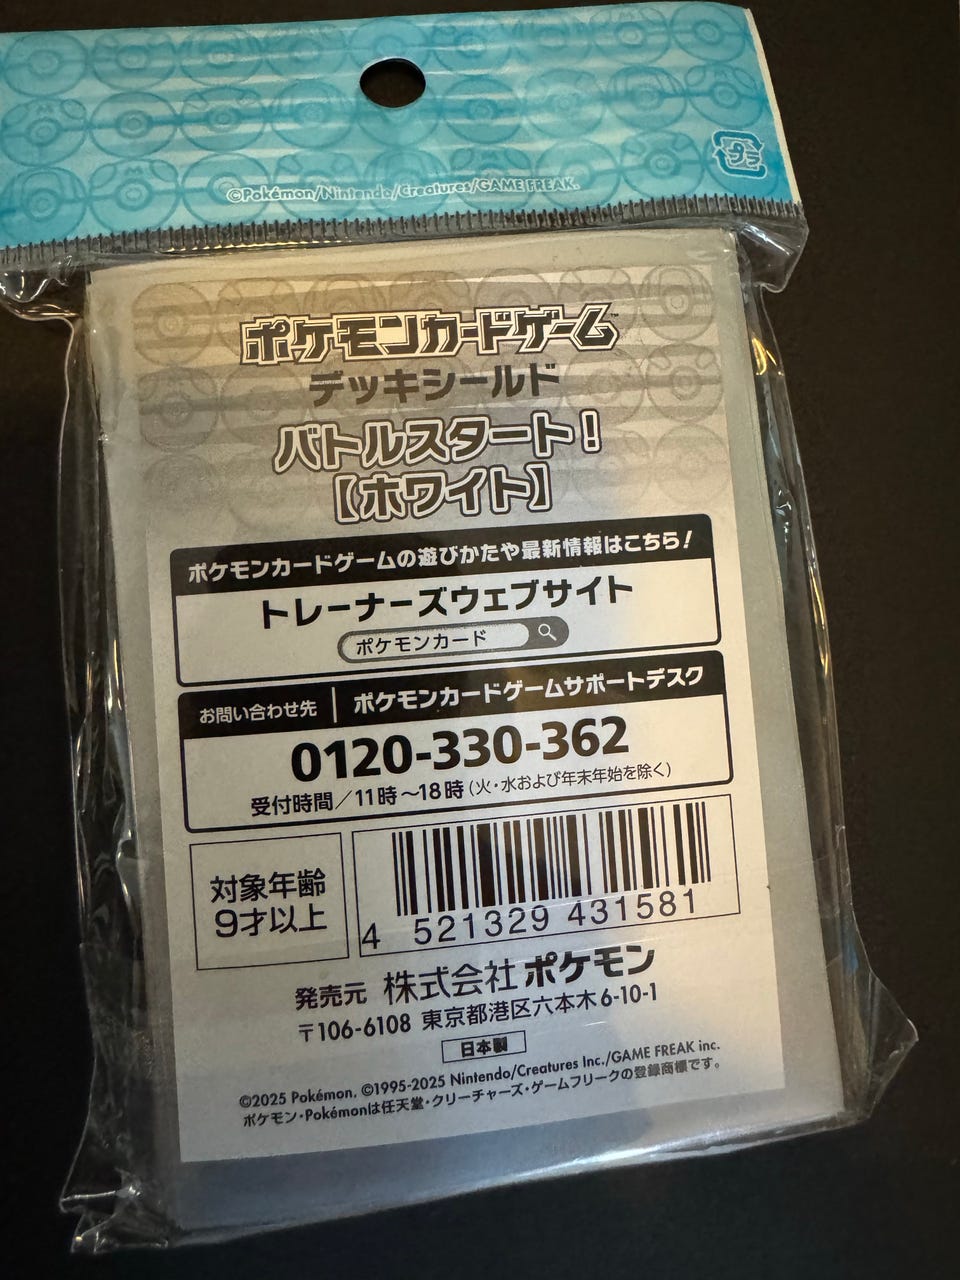 ©Pokémon/Nintendo/Creatures/GAME FREAK.
プラ
ポケモンカードゲーム™
デッキシールド
バトルスタート!
【ホワイト】
ポケモンカードゲームの遊びかたや最新情報はこちら!
トレーナーズウェブサイト
ポケモンカード
お問い合わせ先 | ポケモンカードゲームサポートデスク
0120-330-362
受付時間/11時~18時(火・水および年末年始を除く)
対象年齢
9才以上
4 521329 431581
発売元 株式会社ポケモン
〒106-6108 東京都港区六本木6-10-1
日本製
©2025 Pokémon. ©1995-2025 Nintendo/Creatures Inc./GAME FREAK inc.
ポケモン・Pokémonは任天堂・クリーチャーズ・ゲームフリークの登録商標です。